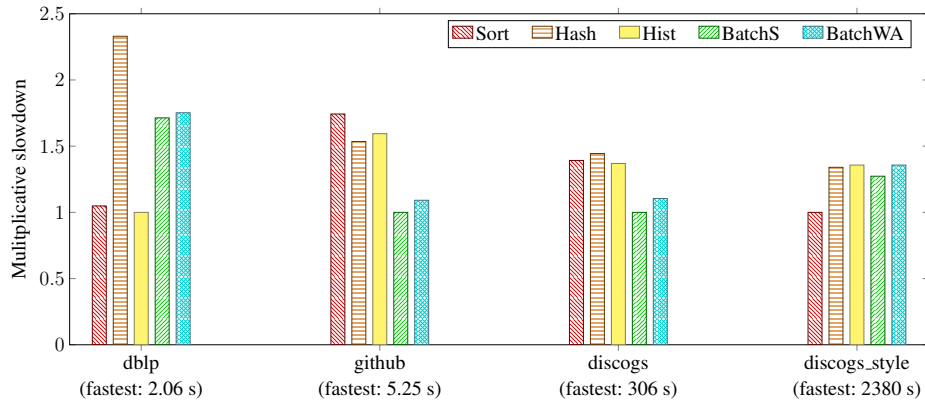 2.5
2
1.5
1
0.5
0
Mulitplicative slowdown
Sort Hash Hist BatchS BatchWA
dblp github discogs discogs_style
(fastest: 2.06 s) (fastest: 5.25 s) (fastest: 306 s) (fastest: 2380 s)